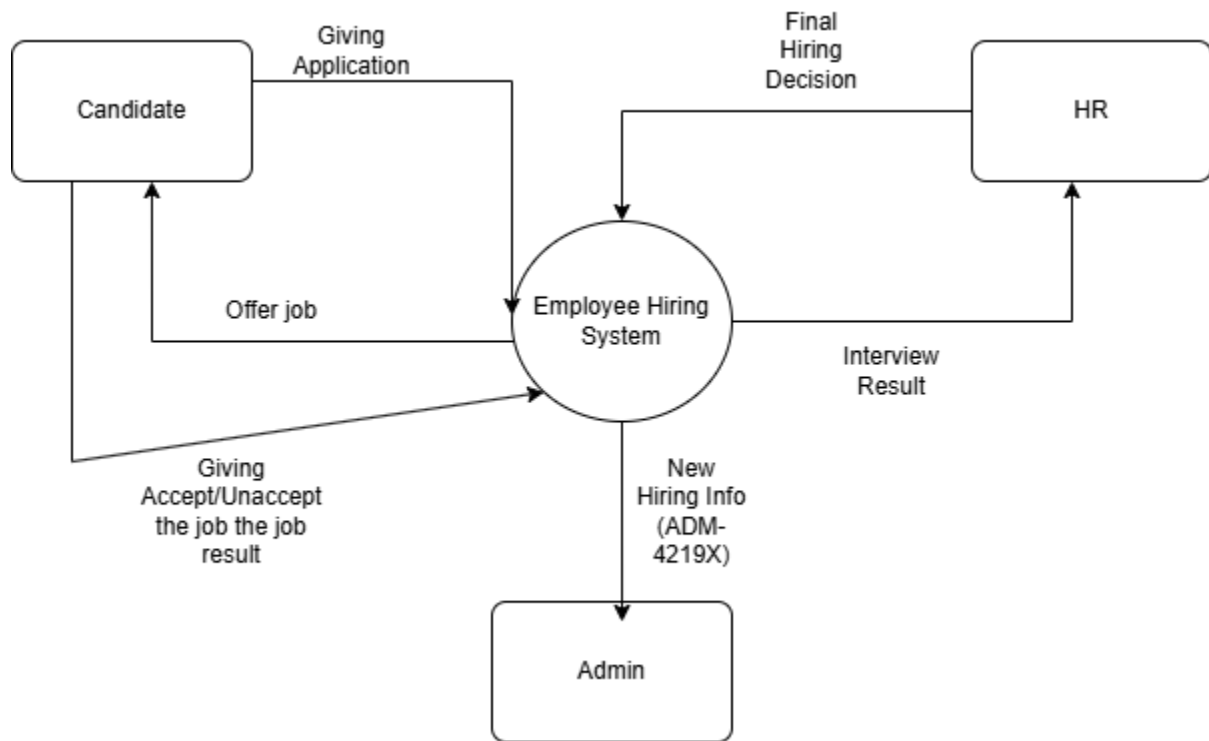 Giving
Application
Final
Hiring
Decision
Candidate
HR
Offer job
Employee Hiring
System
Interview
Result
Giving
Accept/Unaccept
the job the job
result
New
Hiring Info
(ADM-
4219X)
Admin